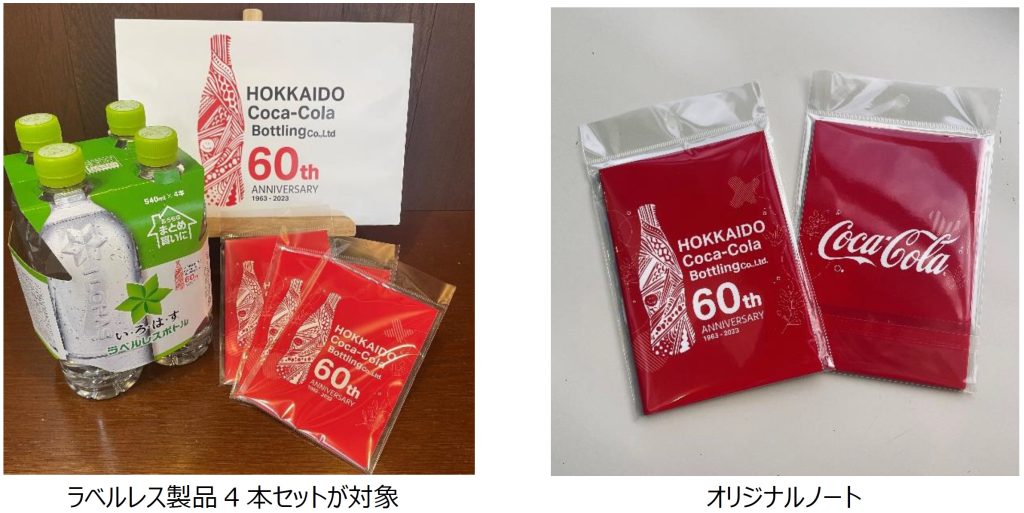 HOKKAIDO
Coca-Cola
Bottling Co.,Ltd
60th
ANNIVERSARY
1963 - 2023
540ml × 4本
まとめ
買いに
い・ろ・は・す
ラベルレスボトル
HOKKAIDO
Coca-Cola
Bottling Co.,Ltd.
60th
ANNIVERSARY
1963 - 2023
ラベルレス製品4本セットが対象
HOKKAIDO
Coca-Cola
Bottling Co.,Ltd.
60th
ANNIVERSARY
1963 - 2023
Coca-Cola
オリジナルノート